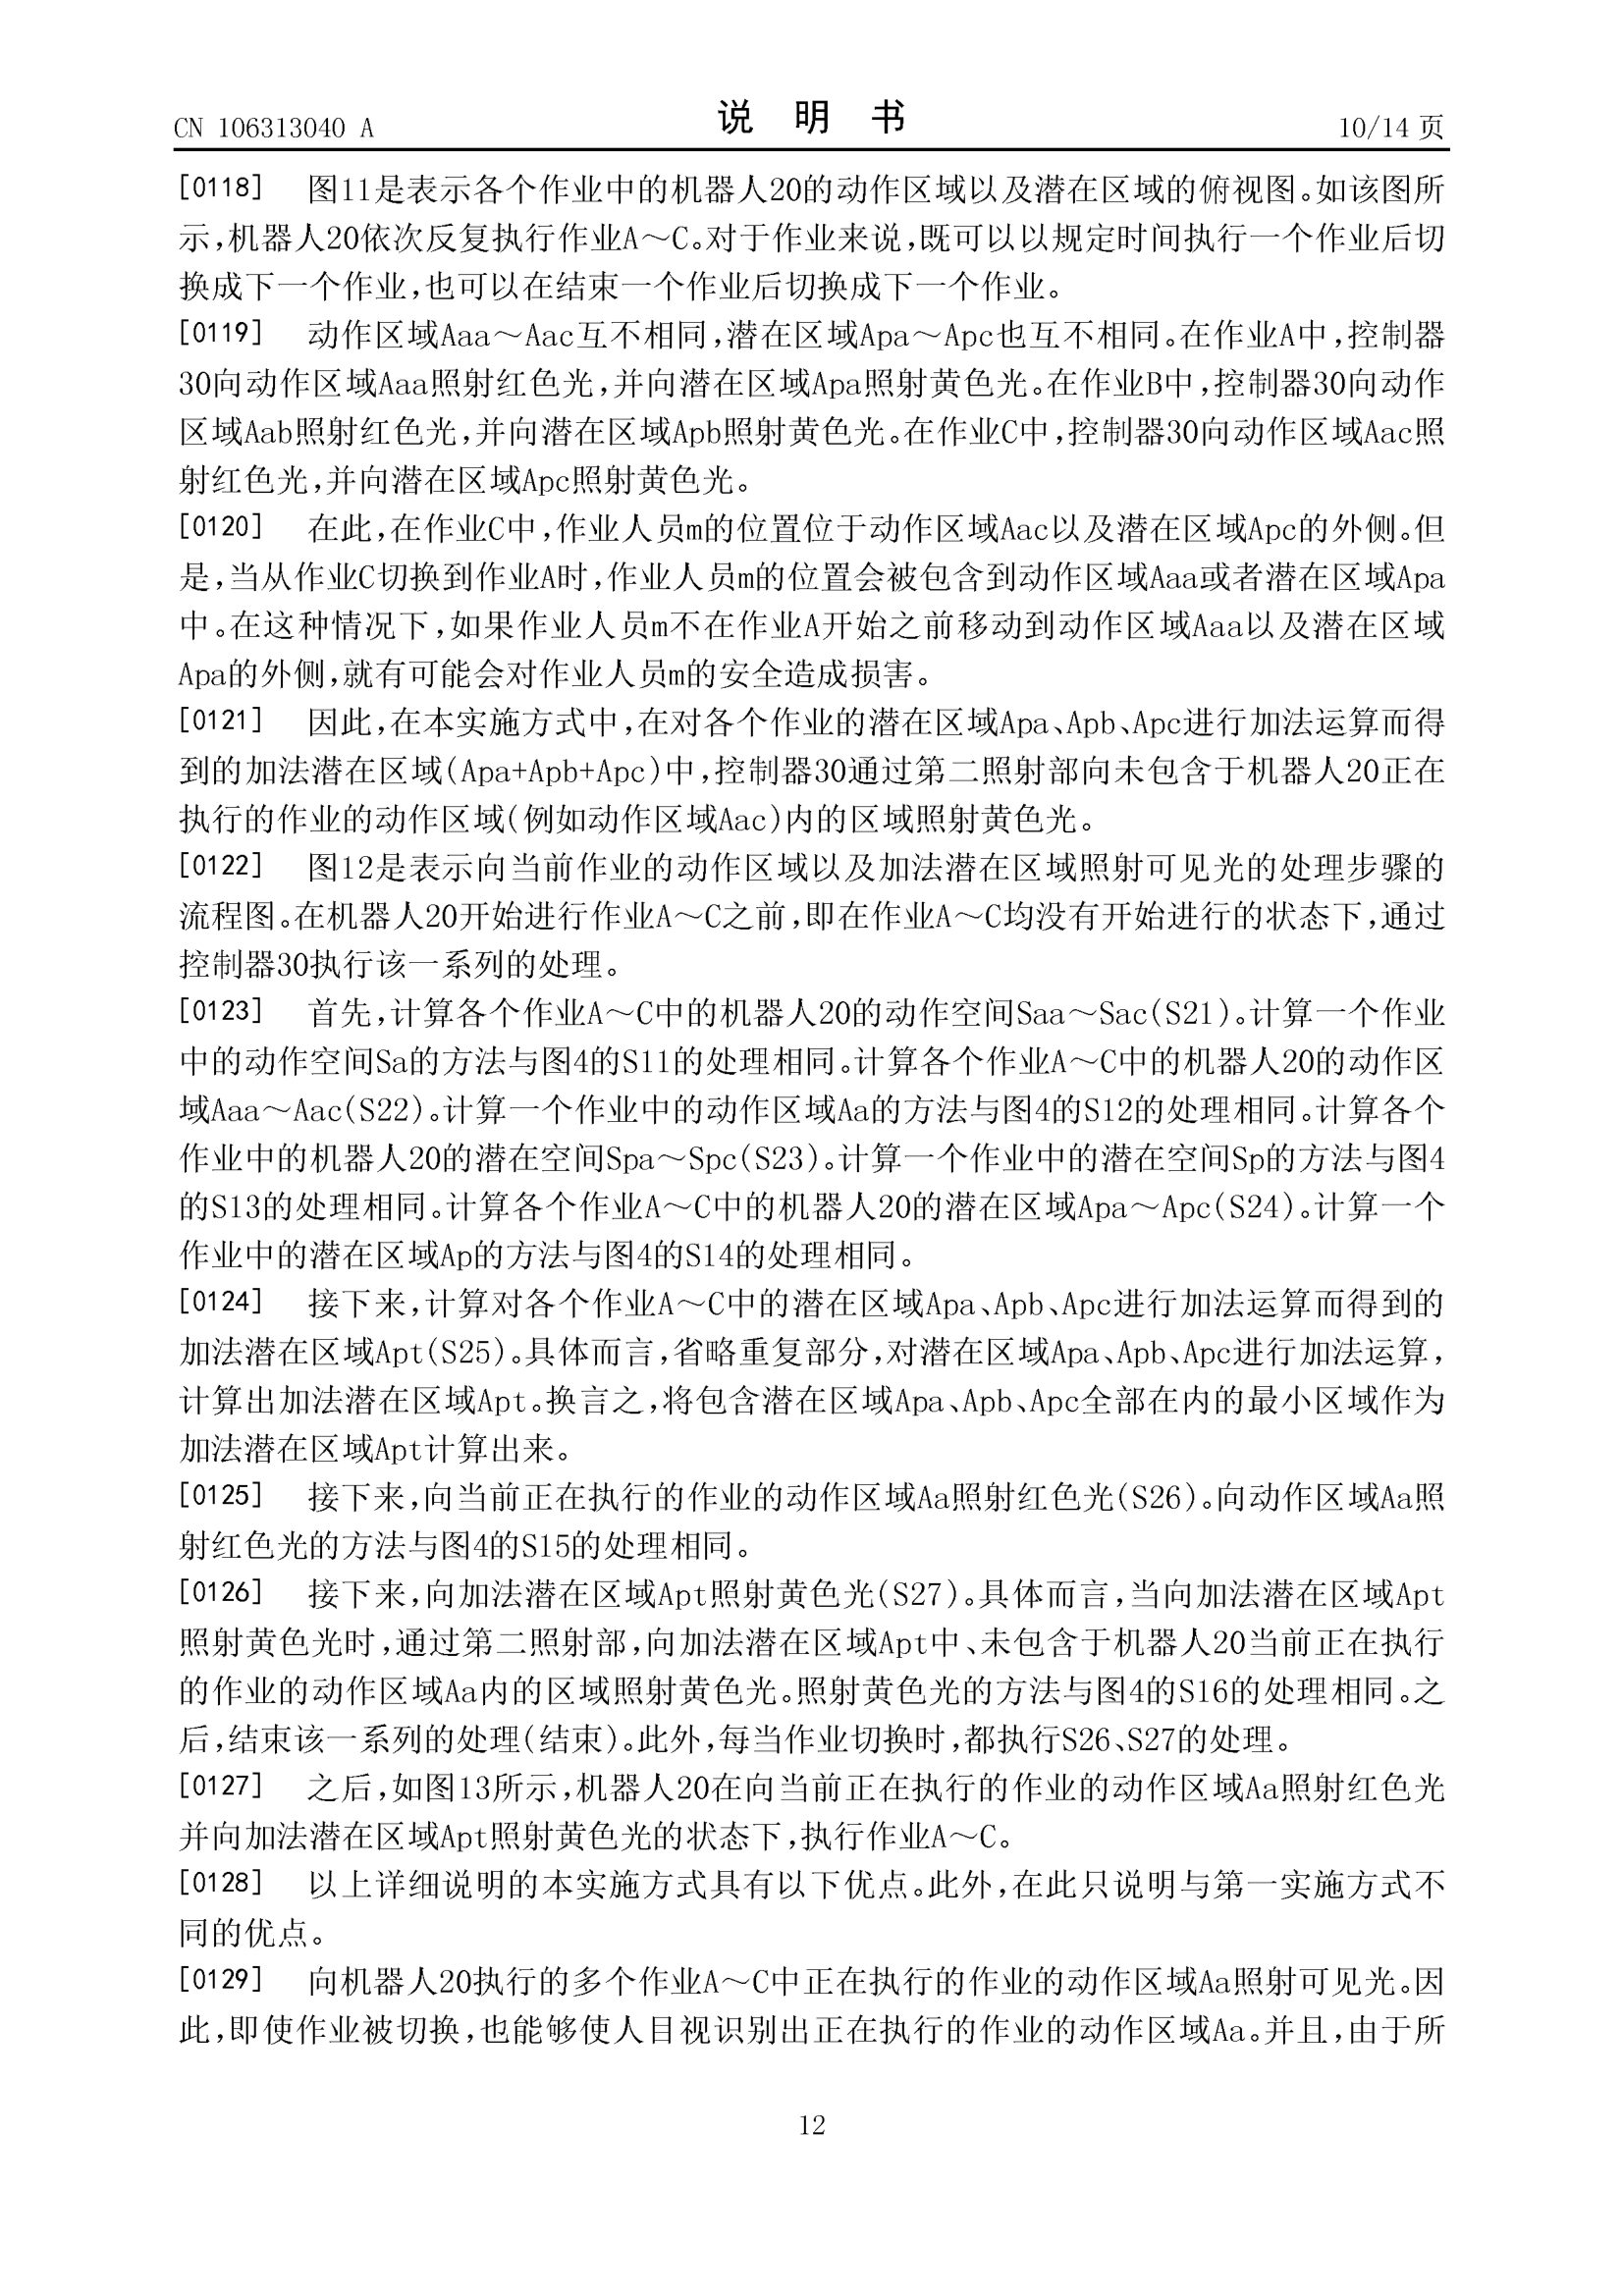 CN 106313040 A
说 明 书
10/14 页
[0118] 图11是表示各个作业中的机器人20的动作区域以及潜在区域的俯视图。如该图所
示,机器人20依次反复执行作业A～C。对于作业来说,既可以以规定时间执行一个作业后切
换成下一个作业,也可以在结束一个作业后切换成下一个作业。
[0119] 动作区域Aaa～Aac互不相同,潜在区域Apa～Apc也互不相同。在作业A中,控制器
30向动作区域Aaa照射红色光,并向潜在区域Apa照射黄色光。在作业B中,控制器30向动作
区域Aab照射红色光,并向潜在区域Apb照射黄色光。在作业C中,控制器30向动作区域Aac照
射红色光,并向潜在区域Apc照射黄色光。
[0120] 在此,在作业C中,作业人员m的位置位于动作区域Aac以及潜在区域Apc的外侧。但
是,当从作业C切换到作业A时,作业人员m的位置会被包含到动作区域Aaa或者潜在区域Apa
中。在这种情况下,如果作业人员m不在作业A开始之前移动到动作区域Aaa以及潜在区域
Apa的外侧,就有可能会对作业人员m的安全造成损害。
[0121] 因此,在本实施方式中,在对各个作业的潜在区域Apa、Apb、Apc进行加法运算而得
到的加法潜在区域(Apa+Apb+Apc)中,控制器30通过第二照射部向未包含于机器人20正在
执行的作业的动作区域(例如动作区域Aac)内的区域照射黄色光。
[0122] 图12是表示向当前作业的动作区域以及加法潜在区域照射可见光的处理步骤的
流程图。在机器人20开始进行作业A～C之前,即在作业A～C均没有开始进行的状态下,通过
控制器30执行该一系列的处理。
[0123] 首先,计算各个作业A～C中的机器人20的动作空间Saa～Sac(S21)。计算一个作业
中的动作空间Sa的方法与图4的S11的处理相同。计算各个作业A～C中的机器人20的动作区
域Aaa～Aac(S22)。计算一个作业中的动作区域Aa的方法与图4的S12的处理相同。计算各个
作业中的机器人20的潜在空间Spa～Spc(S23)。计算一个作业中的潜在空间Sp的方法与图4
的S13的处理相同。计算各个作业A～C中的机器人20的潜在区域Apa～Apc(S24)。计算一个
作业中的潜在区域Ap的方法与图4的S14的处理相同。
[0124] 接下来,计算对各个作业A～C中的潜在区域Apa、Apb、Apc进行加法运算而得到的
加法潜在区域Apt(S25)。具体而言,省略重复部分,对潜在区域Apa、Apb、Apc进行加法运算,
计算出加法潜在区域Apt。换言之,将包含潜在区域Apa、Apb、Apc全部在内的最小区域作为
加法潜在区域Apt计算出来。
[0125] 接下来,向当前正在执行的作业的动作区域Aa照射红色光(S26)。向动作区域Aa照
射红色光的方法与图4的S15的处理相同。
[0126] 接下来,向加法潜在区域Apt照射黄色光(S27)。具体而言,当向加法潜在区域Apt
照射黄色光时,通过第二照射部,向加法潜在区域Apt中、未包含于机器人20当前正在执行
的作业的动作区域Aa内的区域照射黄色光。照射黄色光的方法与图4的S16的处理相同。之
后,结束该一系列的处理(结束)。此外,每当作业切换时,都执行S26、S27的处理。
[0127] 之后,如图13所示,机器人20在向当前正在执行的作业的动作区域Aa照射红色光
并向加法潜在区域Apt照射黄色光的状态下,执行作业A～C。
[0128] 以上详细说明的本实施方式具有以下优点。此外,在此只说明与第一实施方式不
同的优点。
[0129] 向机器人20执行的多个作业A～C中正在执行的作业的动作区域Aa照射可见光。因
此,即使作业被切换,也能够使人目视识别出正在执行的作业的动作区域Aa。并且,由于所
12